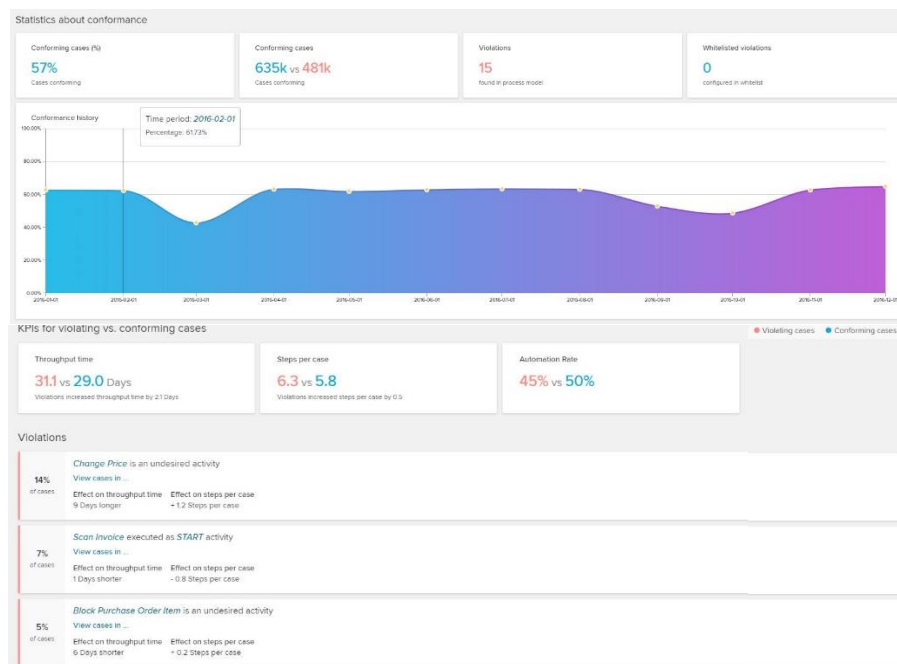 Statistics about conformance
Conforming cases (%)
57%
Cases conforming
Conforming cases
635k vs 481k
Cases conforming
Violations
15
found in process model
Whitelisted violations
0
configured in whitelist
Conformance history
Time period: 2016-02-01
Percentage: 61.73%
100.00%
80.00%
60.00%
40.00%
20.00%
0.00%
2016-01-01 2016-02-01 2016-03-01 2016-04-01 2016-05-01 2016-06-01 2016-07-01 2016-08-01 2016-09-01 2016-10-01 2016-11-01 2016-12-01
KPIs for violating vs. conforming cases
Violating cases Conforming cases
Throughput time
31.1 vs 29.0 Days
Violations increased throughput time by 2.1 Days
Steps per case
6.3 vs 5.8
Violations increased steps per case by 0.5
Automation Rate
45% vs 50%
Violations
14%
of cases
Change Price is an undesired activity
View cases in ...
Effect on throughput time Effect on steps per case
9 Days longer + 1.2 Steps per case
7%
of cases
Scan Invoice executed as START activity
View cases in ...
Effect on throughput time Effect on steps per case
1 Days shorter - 0.8 Steps per case
5%
of cases
Block Purchase Order Item is an undesired activity
View cases in ...
Effect on throughput time Effect on steps per case
6 Days shorter + 0.2 Steps per case